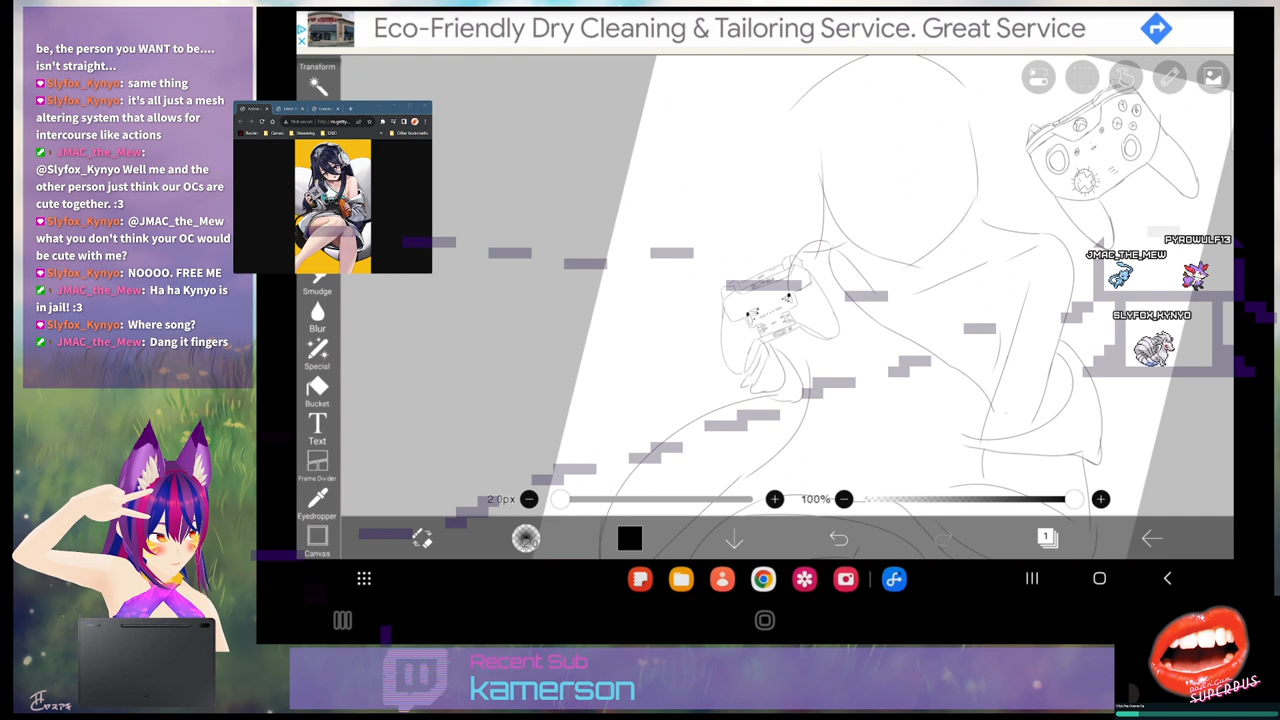 be, the person you WANT to be....
isn't straight...
Slyfox_Kynyo: same thing
Slyfox_Kynyo: it's all just a mesh
altering system that allows for
intercourse like actions
JMAC_the_Mew:
@Slyfox_Kynyo Well me and the
other person just think our OCs are
cute together. :3
Slyfox_Kynyo: @JMAC_the_Mew
what you don't think your OC would
be cute with me?
Slyfox_Kynyo: NOOOO. FREE ME
JMAC_the_Mew: Ha ha Kynyo is
in jail! :3
Slyfox_Kynyo: Where song?
JMAC_the_Mew: Dang it fingers
Eco-Friendly Dry Cleaning & Tailoring Service. Great Service
Transform
Smudge
Blur
Special
Bucket
Text
Frame Divider
Eyedropper
Canvas
Other bookmarks
PYROWULF13
JMAC_THE_MEW
SLYFOX_KYNYO
2.0px
100%
1
Recent Sub
kamerson
SUPERBUS